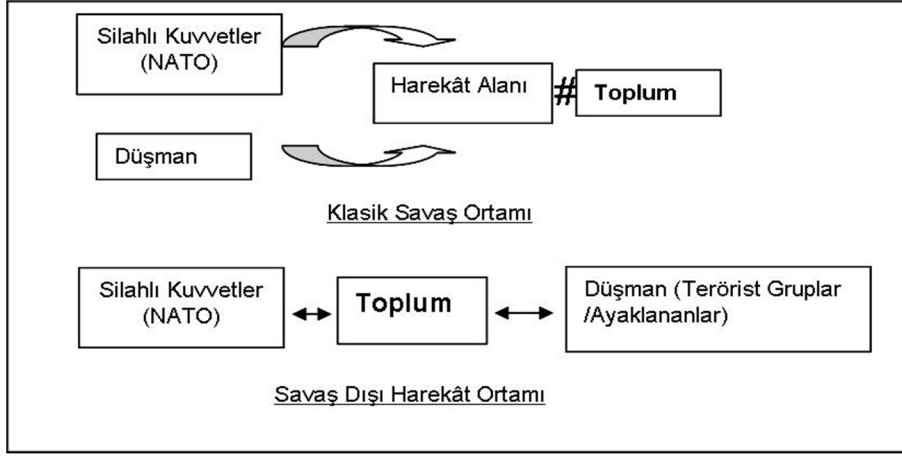 Silahlı Kuvvetler
(NATO)
Harekât Alanı
#
Toplum
Düşman
Klasik Savaş Ortamı
Silahlı Kuvvetler
(NATO)
Toplum
Düşman (Terörist Gruplar
/Ayaklananlar)
Savaş Dışı Harekât Ortamı